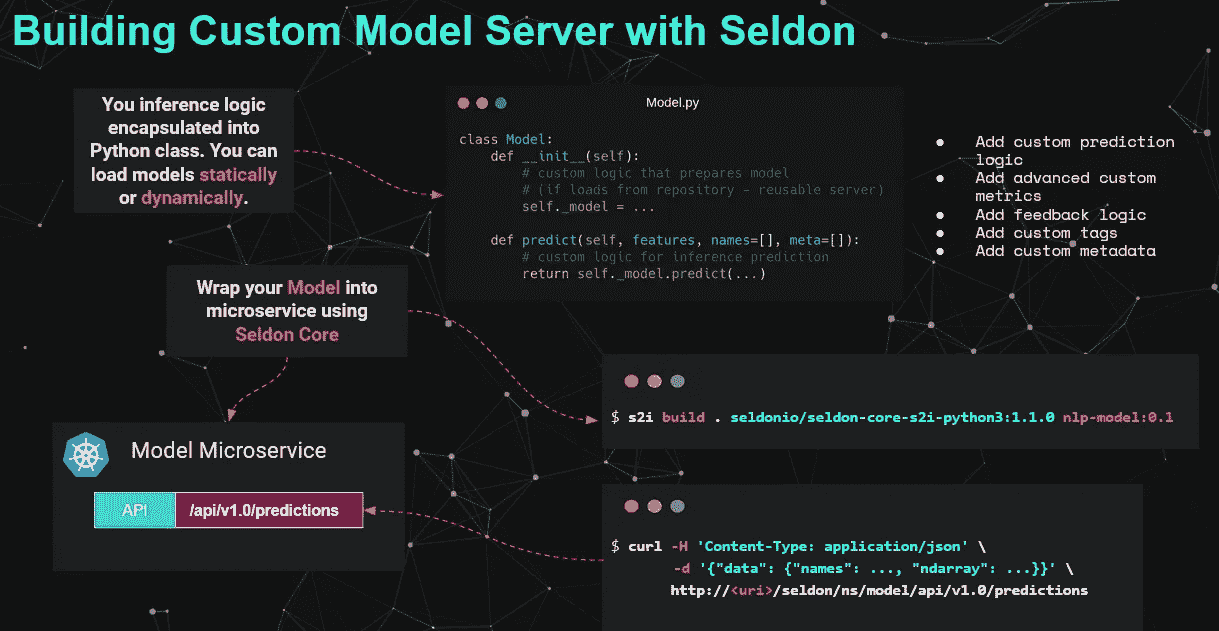 Building Custom Model Server with Seldon
You inference logic
encapsulated into
Python class. You can
load models statically
or dynamically.
Model.py
class Model:
    def __init__(self):
        # custom logic that prepares model
        # (if loads from repository - reusable server)
        self._model = ...
    def predict(self, features, names=[], meta=[]):
        # custom logic for inference prediction
        return self._model.predict(...)
● Add custom prediction
logic
● Add advanced custom
metrics
● Add feedback logic
● Add custom tags
● Add custom metadata
Wrap your Model into
microservice using
Seldon Core
$ s2i build . seldonio/seldon-core-s2i-python3:1.1.0 nlp-model:0.1
Model Microservice
API /api/v1.0/predictions
$ curl -H 'Content-Type: application/json' \
-d '{"data": {"names": ..., "ndarray": ...}}' \
http://<uri>/seldon/ns/model/api/v1.0/predictions